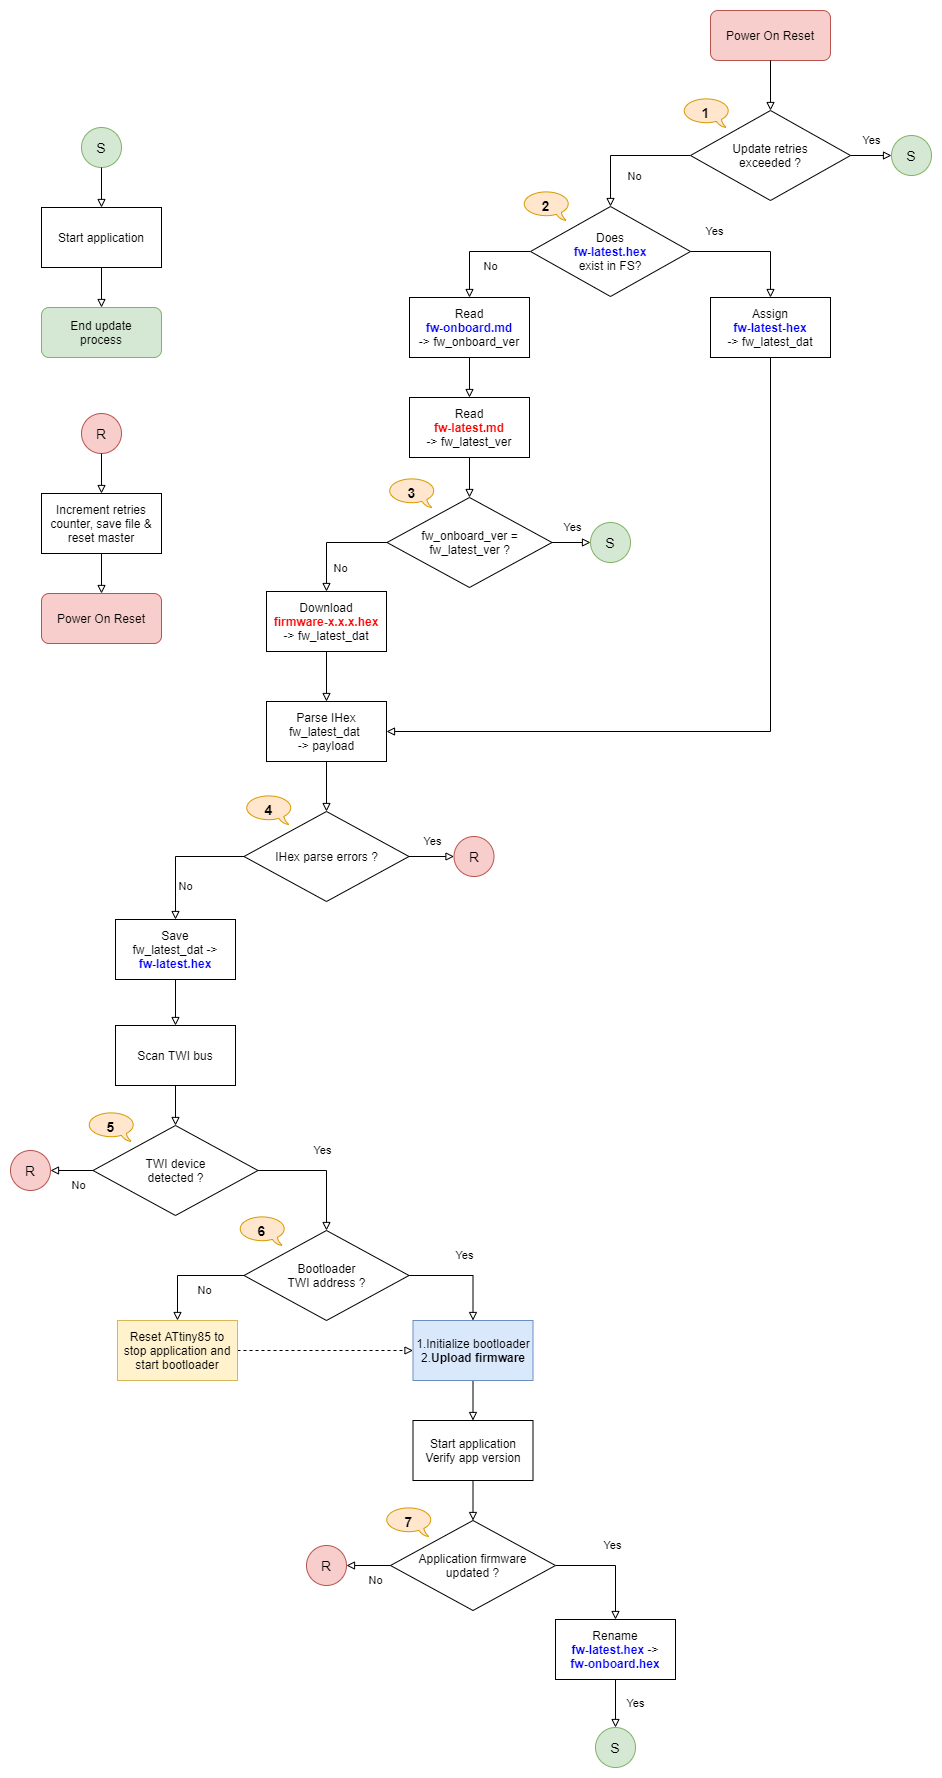 Power On Reset
1
Update retries
exceeded ?
Yes
S
No
S
Start application
End update
process
2
Does
fw-latest.hex
exist in FS?
Yes
No
Read
fw-onboard.md
-> fw_onboard_ver
Assign
fw-latest-hex
-> fw_latest_dat
Read
fw-latest.md
-> fw_latest_ver
R
Increment retries
counter, save file &
reset master
Power On Reset
3
fw_onboard_ver =
fw_latest_ver ?
Yes
S
No
Download
firmware-x.x.x.hex
-> fw_latest_dat
Parse IHex
fw_latest_dat
-> payload
4
IHex parse errors ?
Yes
R
No
Save
fw_latest_dat ->
fw-latest.hex
Scan TWI bus
5
TWI device
detected ?
R
No
Yes
6
Bootloader
TWI address ?
Yes
No
Reset ATtiny85 to
stop application and
start bootloader
1.Initialize bootloader
2.Upload firmware
Start application
Verify app version
7
Application firmware
updated ?
R
No
Yes
Rename
fw-latest.hex ->
fw-onboard.hex
Yes
S